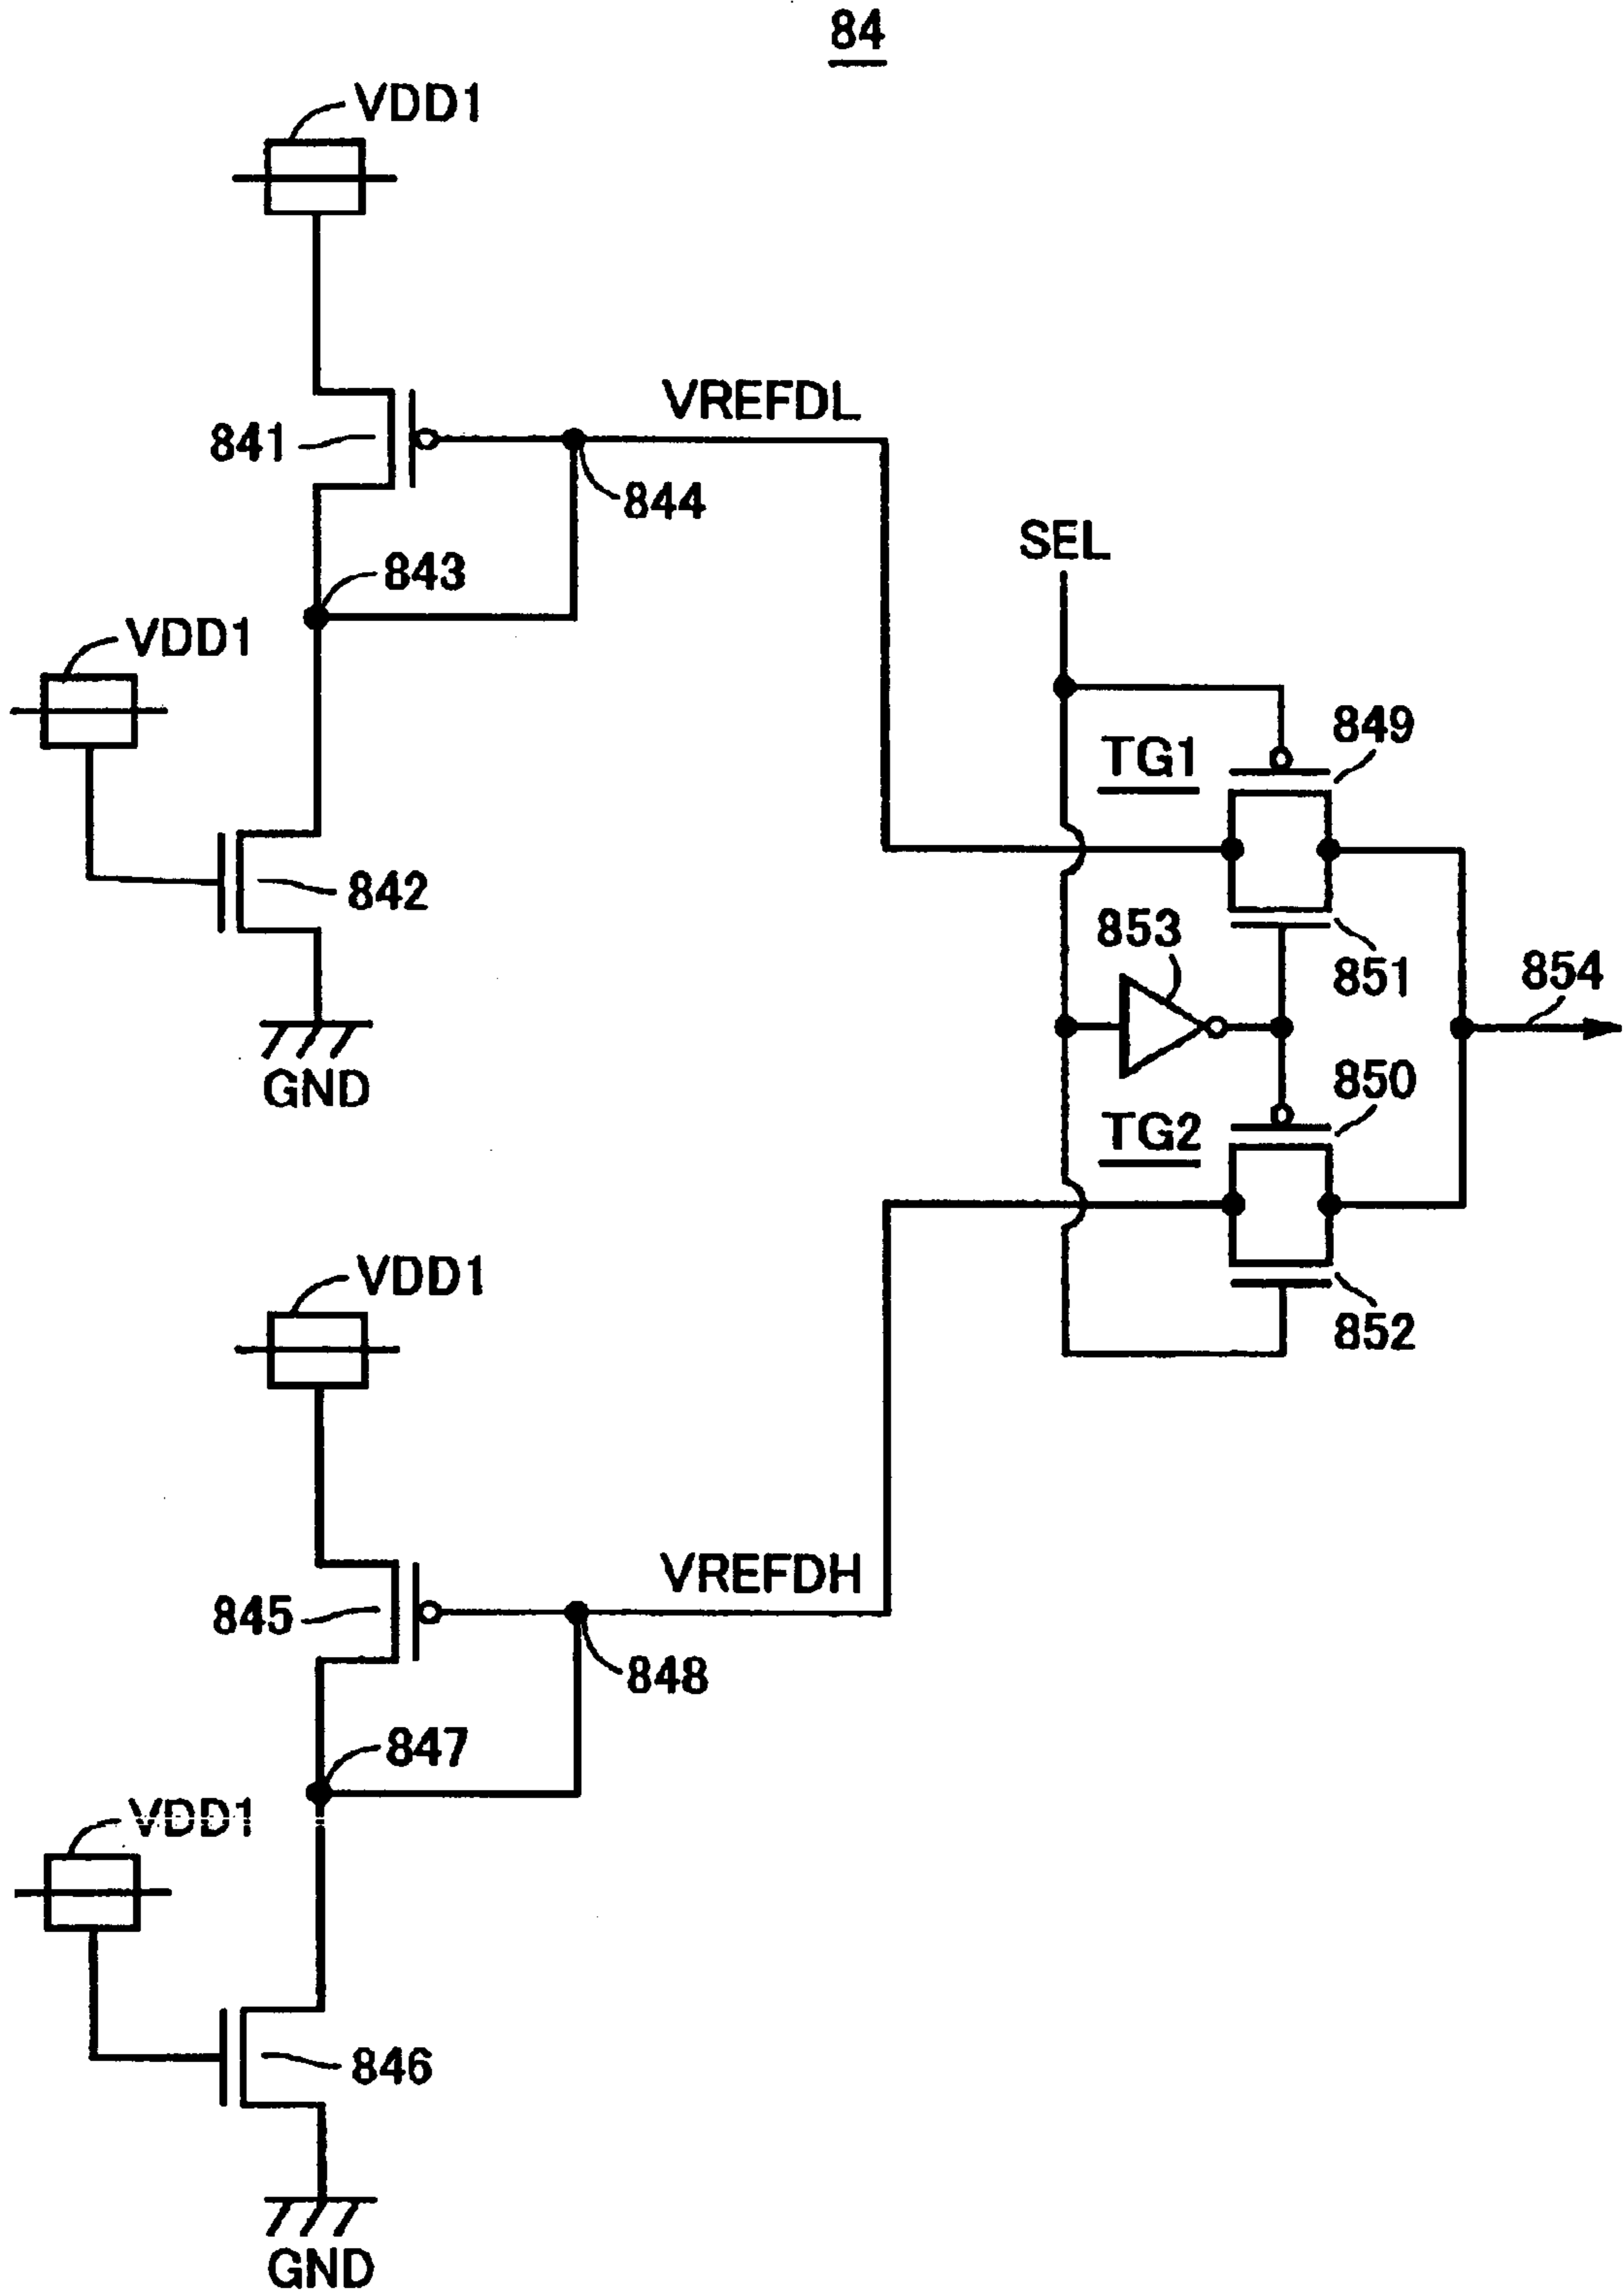 84
VDD1
841
VREFDL
844
843
SEL
VDD1
849
TG1
842
853
851
854
GND
850
TG2
VDD1
852
845
VREFDH
848
847
VDD1
846
GND